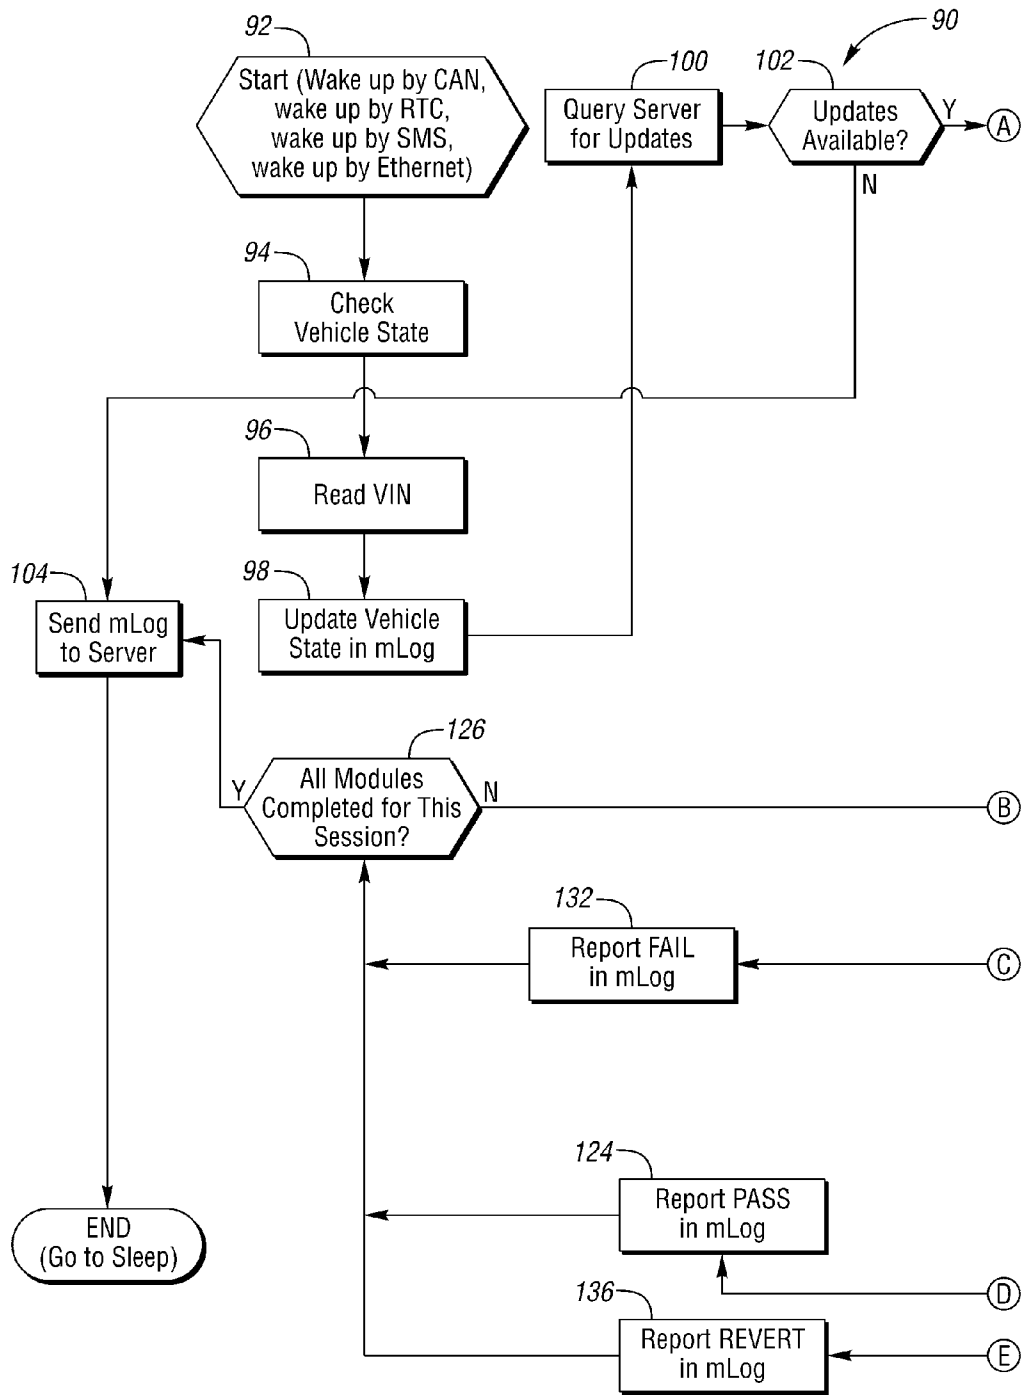 92
Start (Wake up by CAN,
wake up by RTC,
wake up by SMS,
wake up by Ethernet)
100
Query Server
for Updates
102
Updates
Available?
90
Y
A
N
94
Check
Vehicle State
96
Read VIN
98
Update Vehicle
State in mLog
104
Send mLog
to Server
126
All Modules
Completed for This
Session?
Y
N
B
132
Report FAIL
in mLog
C
124
Report PASS
in mLog
D
136
Report REVERT
in mLog
E
END
(Go to Sleep)